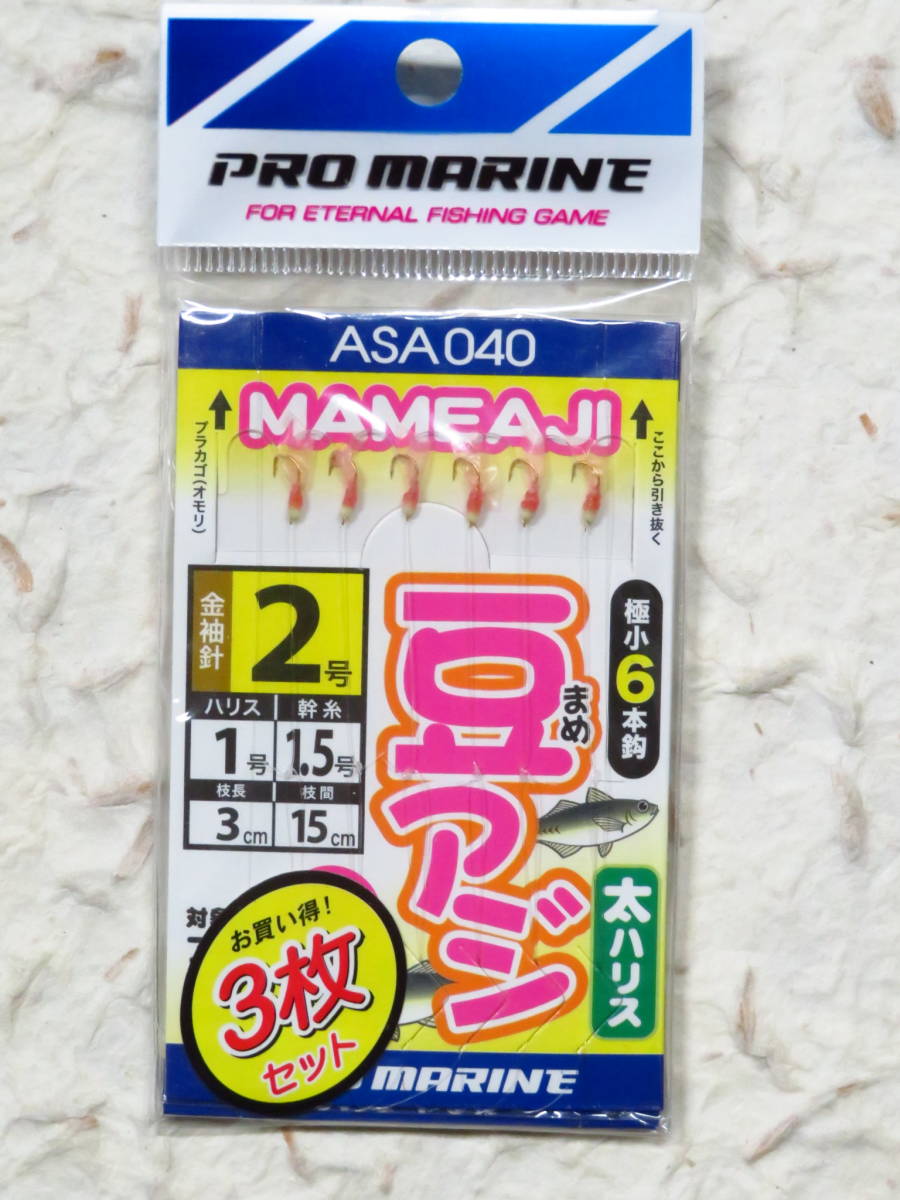 PRO MARINE
FOR ETERNAL FISHING GAME
ASA040
MAMEAJI
プラカゴ(オモリ)
ここから引き抜く
金袖針
2号
ハリス
幹糸
1号
1.5号
枝長
枝間
3cm
15cm
豆アジ
まめ
極小6本鈎
太ハリス
お買い得!
3枚
セット
MARINE